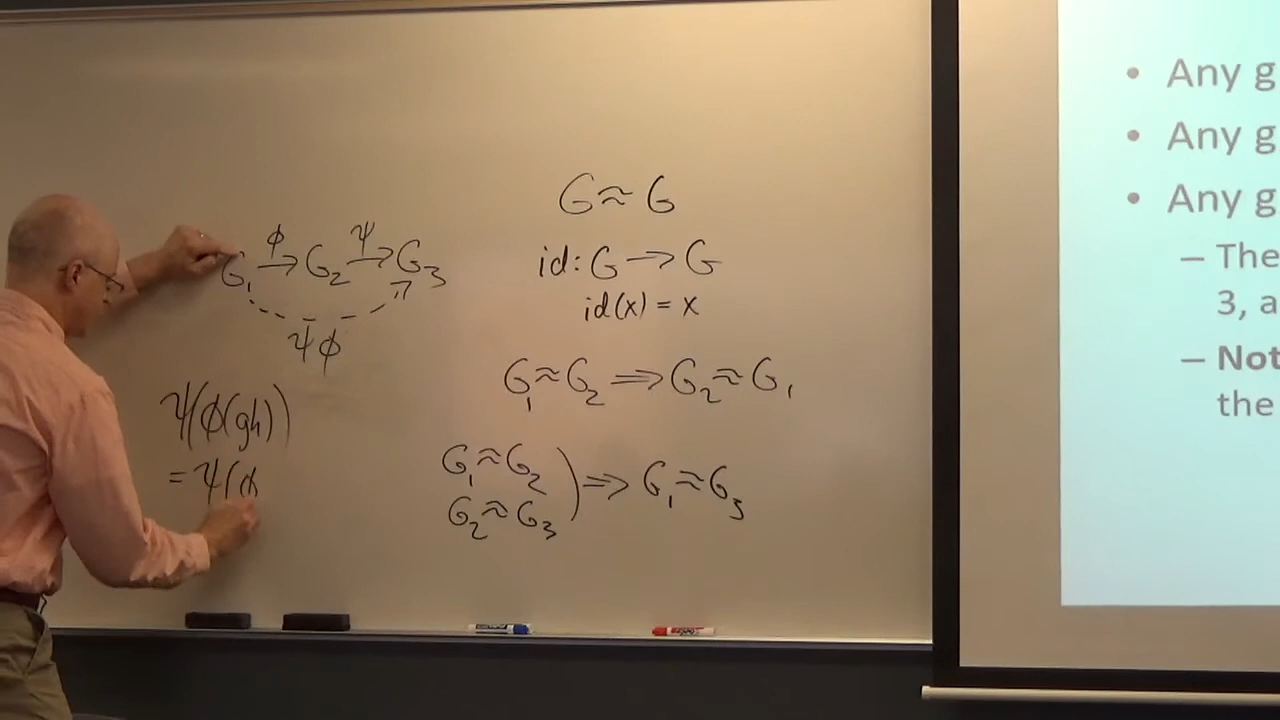 G₁ →ϕ G₂ →ψ G₃
ψϕ
ψ(ϕ(gh))
= ψ(ϕ
G ≈ G
id: G → G
id(x) = x
G₁ ≈ G₂ ⟹ G₂ ≈ G₁
G₁ ≈ G₂
G₂ ≈ G₃ ) ⟹ G₁ ≈ G₃
• Any g
• Any g
• Any g
– The
3, a
– Not
the